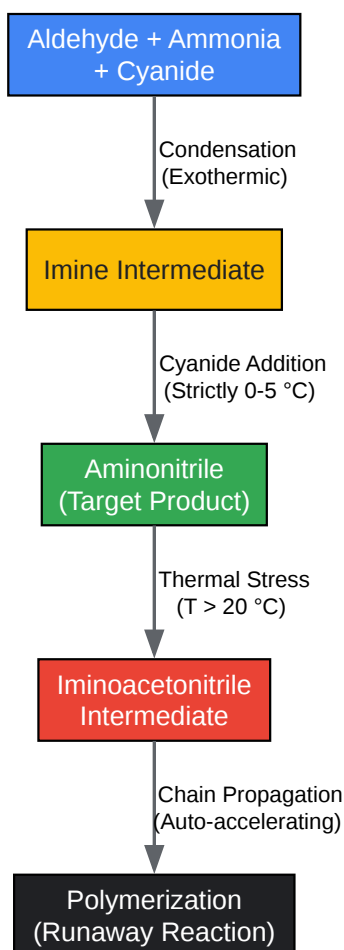 Aldehyde + Ammonia
+ Cyanide
Condensation
(Exothermic)
Imine Intermediate
Cyanide Addition
(Strictly 0-5 °C)
Aminonitrile
(Target Product)
Thermal Stress
(T > 20 °C)
Iminoacetonitrile
Intermediate
Chain Propagation
(Auto-accelerating)
Polymerization
(Runaway Reaction)